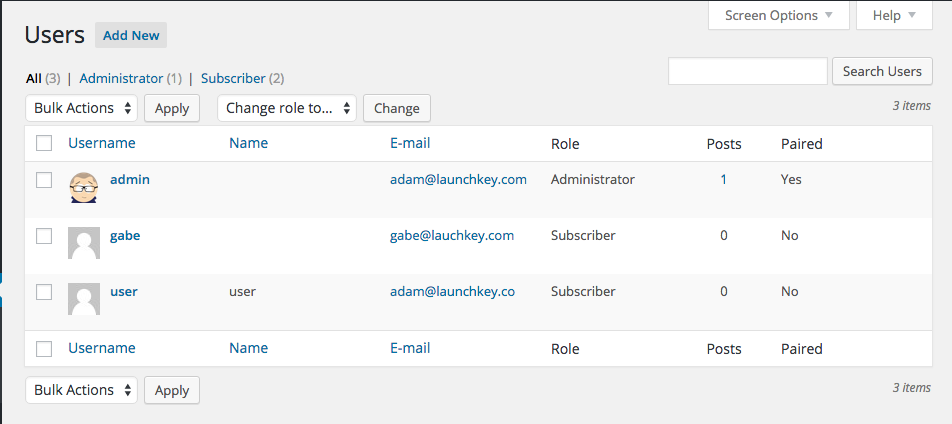 Screen Options Help
Users Add New
All (3) | Administrator (1) | Subscriber (2)
Search Users
Bulk Actions Apply Change role to... Change 3 items
Username Name E-mail Role Posts Paired
admin adam@launchkey.com Administrator 1 Yes
gabe gabe@lauchkey.com Subscriber 0 No
user user adam@launchkey.co Subscriber 0 No
Username Name E-mail Role Posts Paired
Bulk Actions Apply 3 items